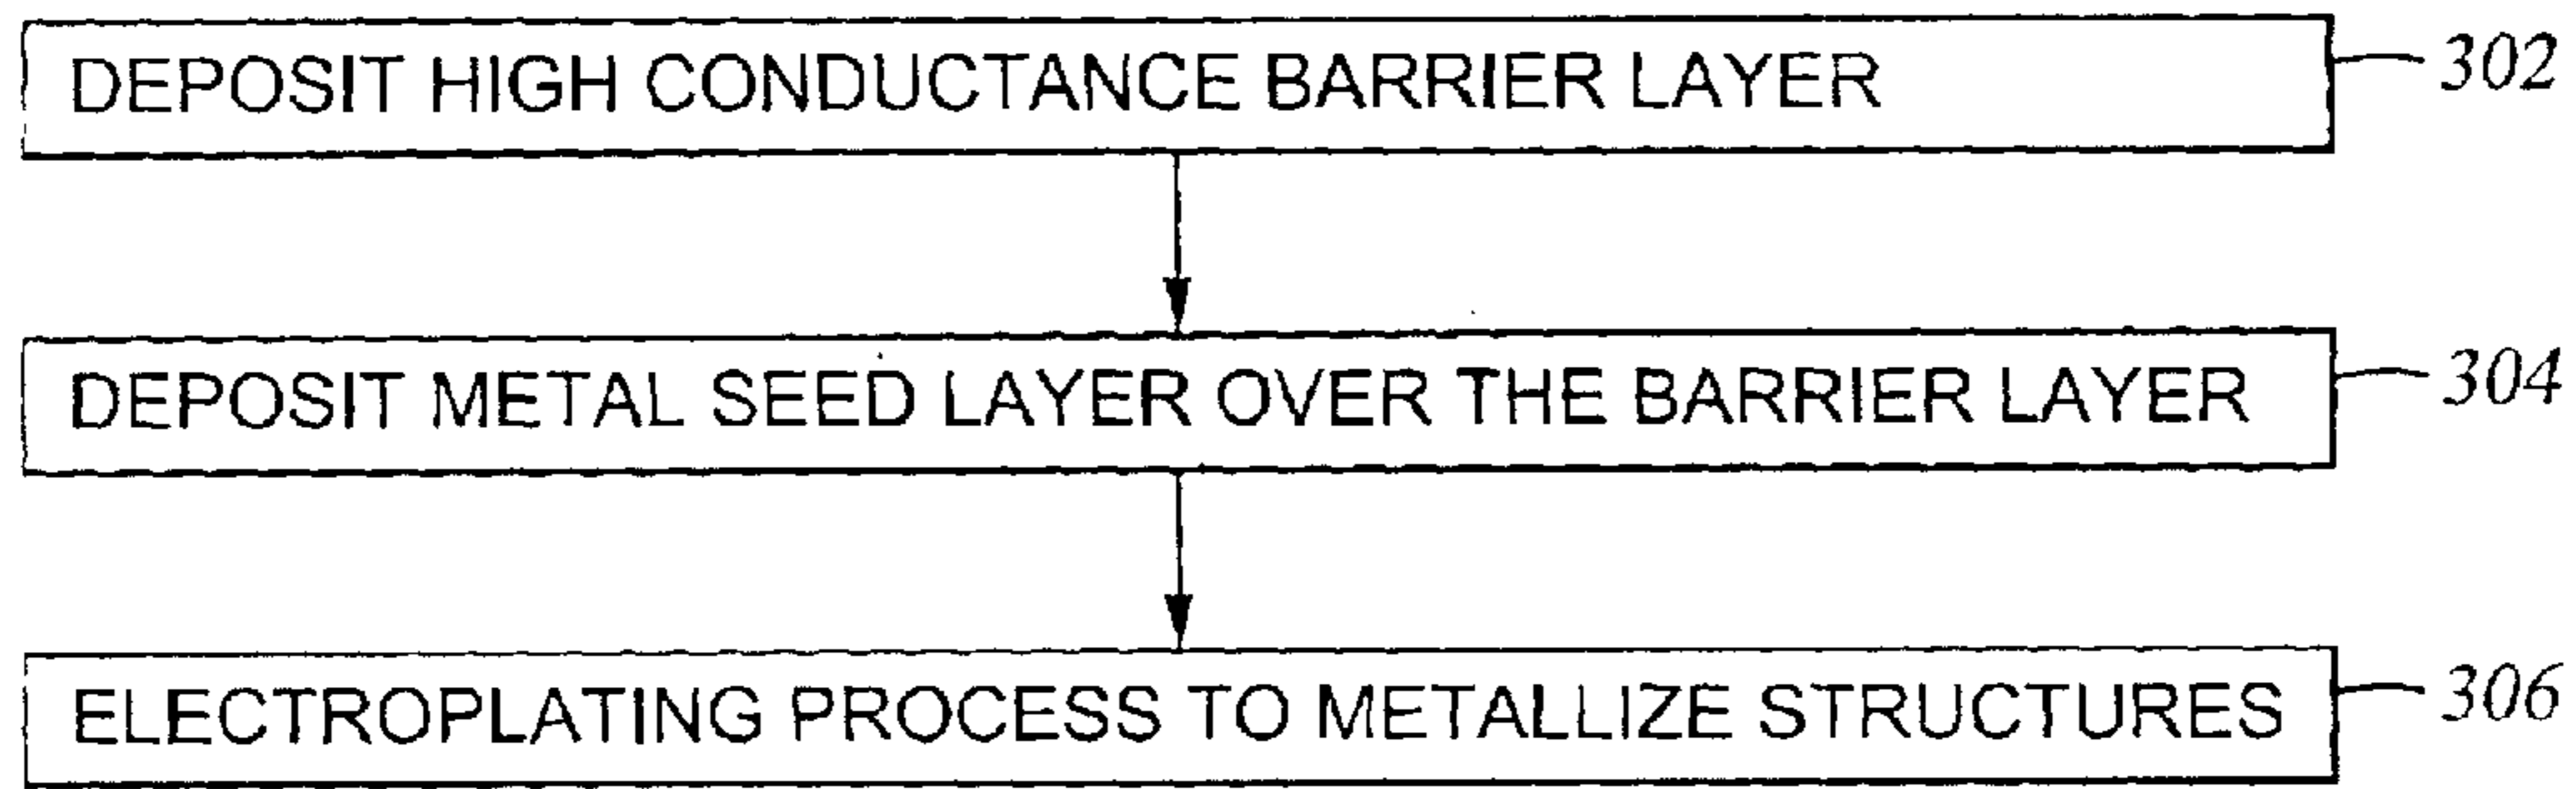 DEPOSIT HIGH CONDUCTANCE BARRIER LAYER 302
DEPOSIT METAL SEED LAYER OVER THE BARRIER LAYER 304
ELECTROPLATING PROCESS TO METALLIZE STRUCTURES 306